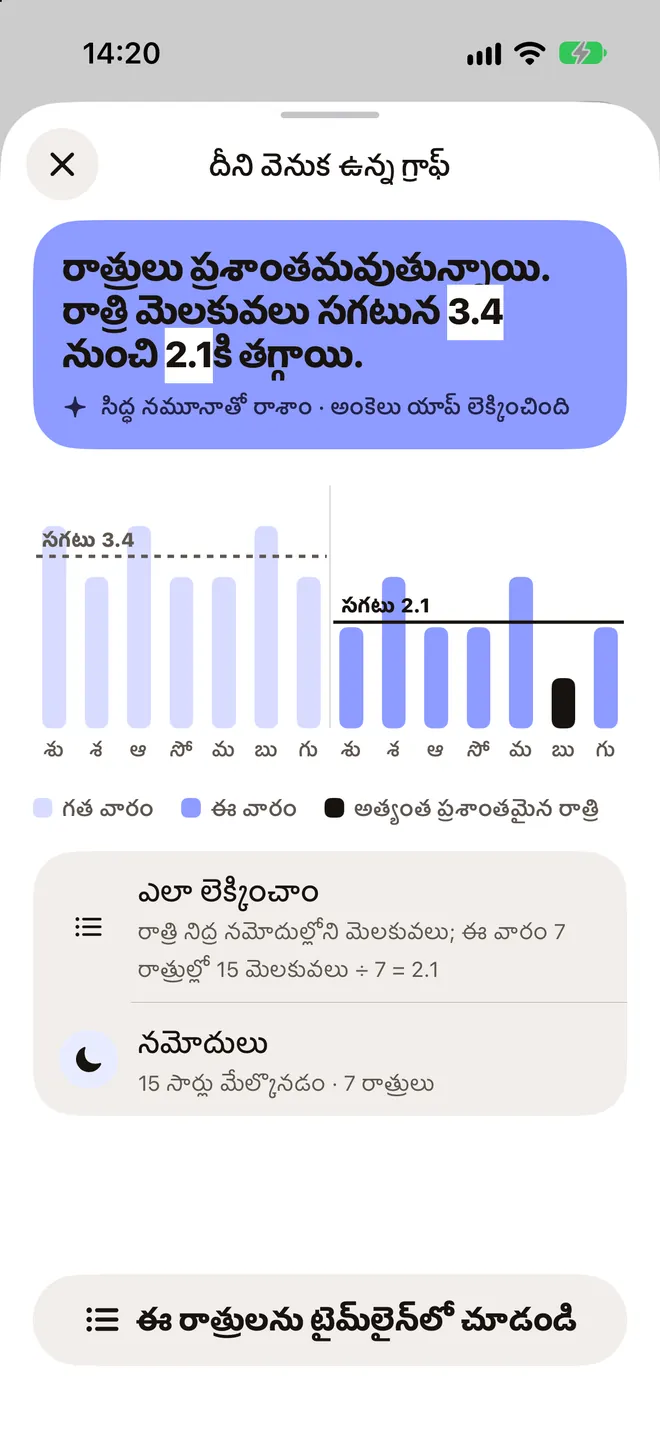 14:20
దీని వెనుక ఉన్న గ్రాఫ్
రాత్రులు ప్రశాంతమవుతున్నాయి.
రాత్రి మెలకువలు సగటున 3.4
నుంచి 2.1కి తగ్గాయి.
సిద్ధ నమూనాతో రాశాం · అంకెలు యాప్ లెక్కించింది
సగటు 3.4
సగటు 2.1
శు శ ఆ సో మ బు గు శు శ ఆ సో మ బు గు
గత వారం ఈ వారం అత్యంత ప్రశాంతమైన రాత్రి
ఎలా లెక్కించాం
రాత్రి నిద్ర నమోదుల్లోని మెలకువలు; ఈ వారం 7
రాత్రుల్లో 15 మెలకువలు ÷ 7 = 2.1
నమోదులు
15 సార్లు మేల్కొనడం · 7 రాత్రులు
ఈ రాత్రులను టైమ్‌లైన్‌లో చూడండి